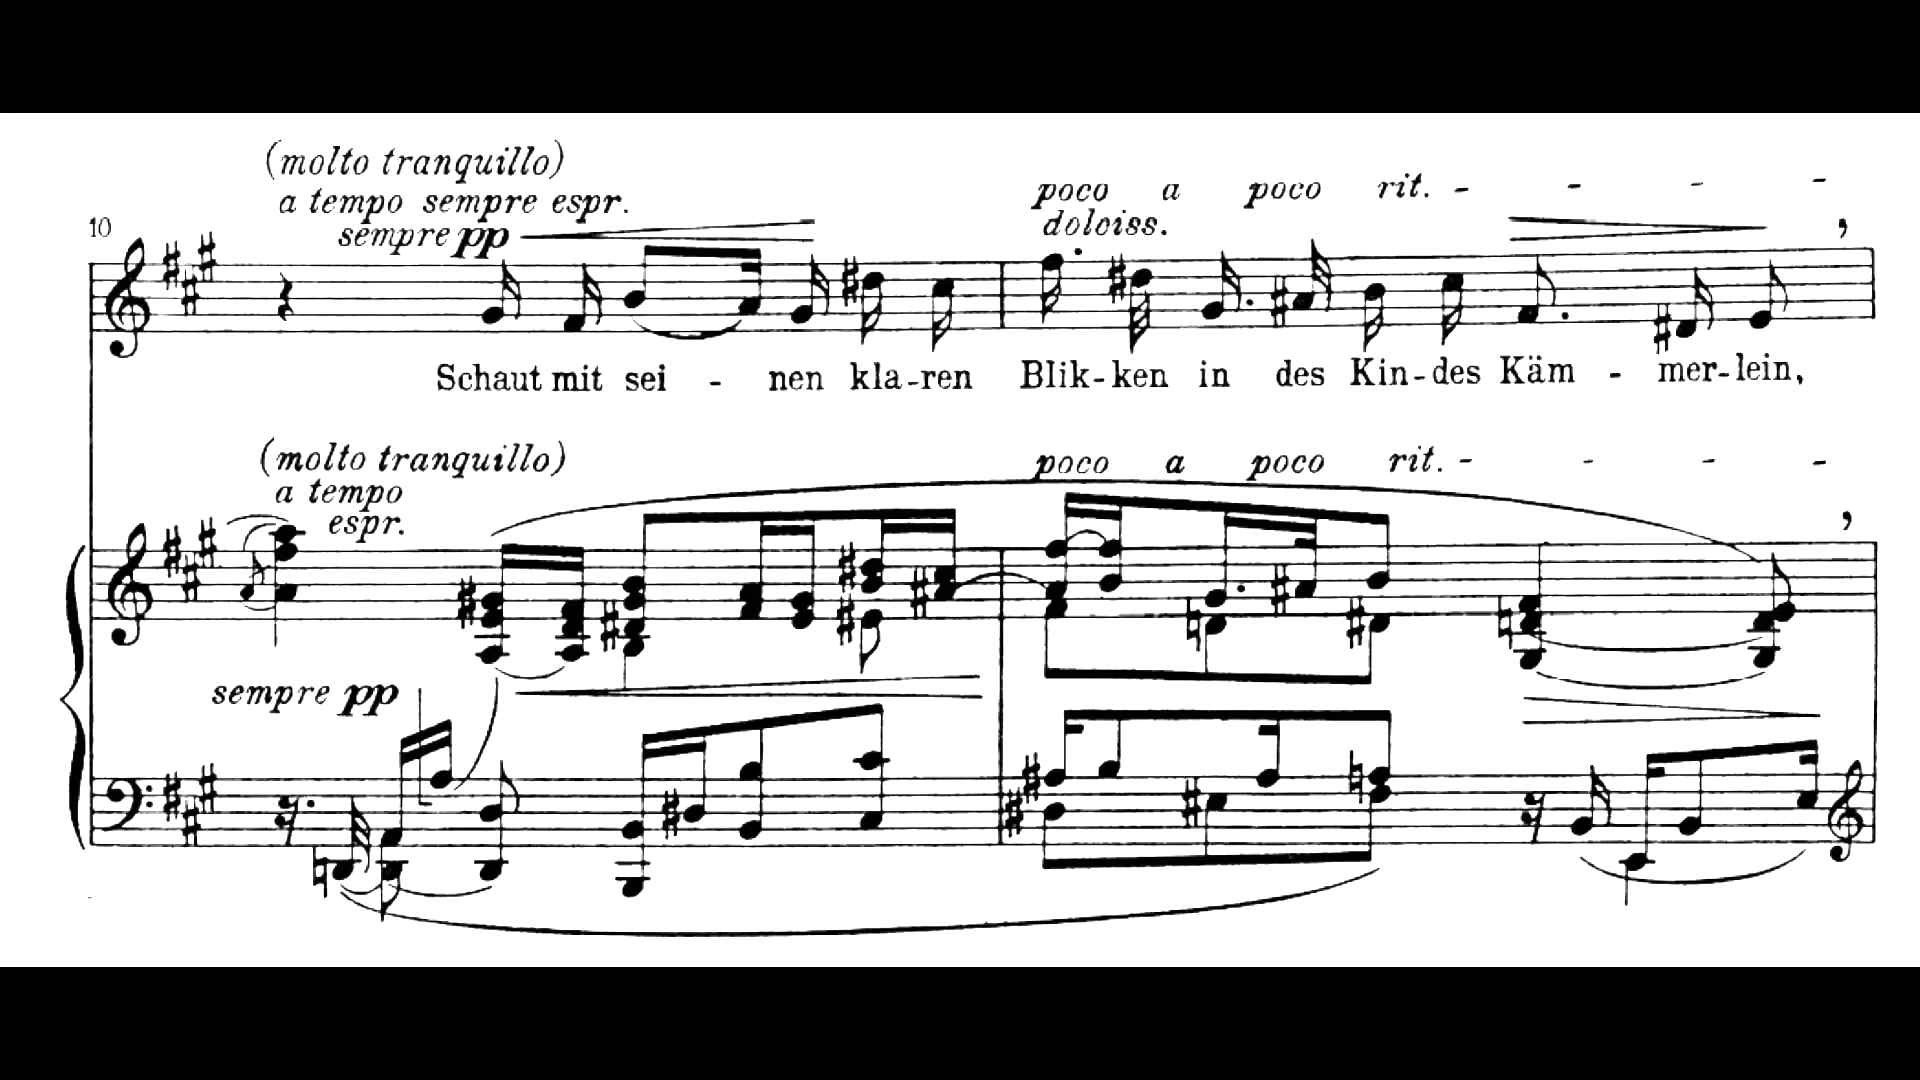 (molto tranquillo)
a tempo sempre espr.
10
sempre pp
poco a poco rit. - - - -
dolciss.
Schaut mit sei - nen kla-ren Blik-ken in des Kin-des Käm - mer-lein,
(molto tranquillo)
a tempo
espr.
poco a poco rit. - - - -
sempre pp